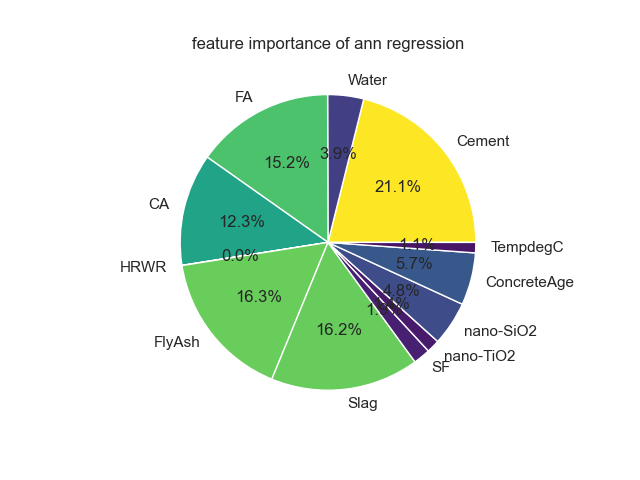 feature importance of ann regression
Water
FA
3.9%
Cement
15.2%
21.1%
CA
12.3%
1.1%
TempdegC
0.0%
5.7%
HRWR
ConcreteAge
16.3%
4.8%
nano-SiO2
16.2%
FlyAsh
nano-TiO2
SF
Slag